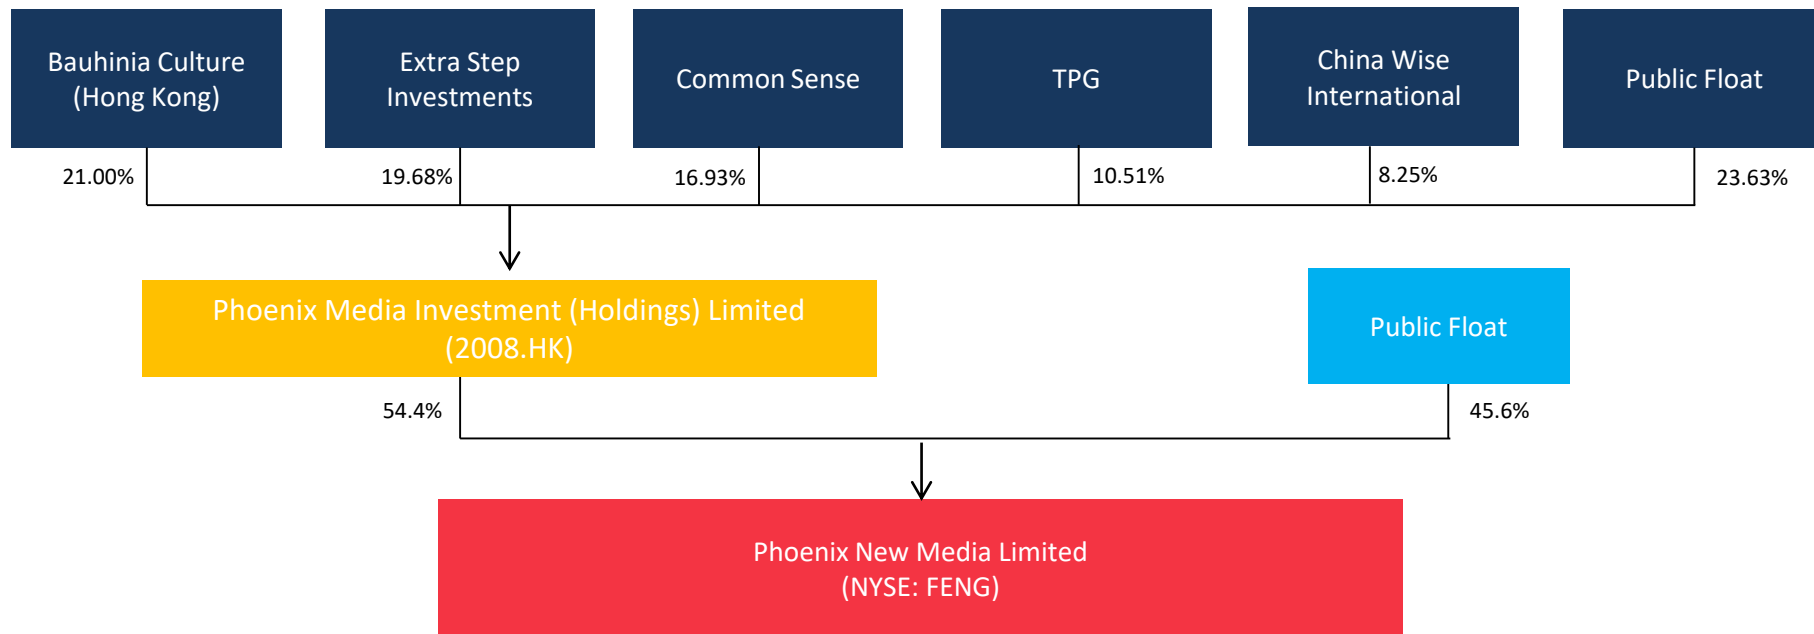 Bauhinia Culture
(Hong Kong)
Extra Step
Investments
Common Sense
TPG
China Wise
International
Public Float
21.00%
19.68%
16.93%
10.51%
8.25%
23.63%
Phoenix Media Investment (Holdings) Limited
(2008.HK)
Public Float
54.4%
45.6%
Phoenix New Media Limited
(NYSE: FENG)